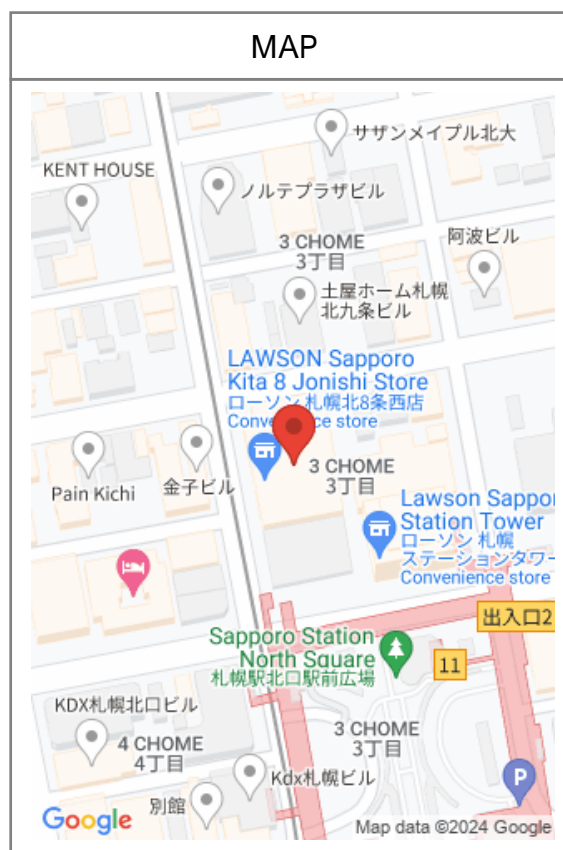 MAP
サザンメイプル北大
KENT HOUSE
ノルテプラザビル
阿波ビル
3 CHOME
3丁目
土屋ホーム札幌
北九条ビル
LAWSON Sapporo
Kita 8 Jonishi Store
ローソン 札幌北8条西店
Convenience store
3 CHOME
3丁目
Pain Kichi
金子ビル
Lawson Sappor
Station Tower
ローソン 札幌
ステーションタワー
Convenience store
出入口2
Sapporo Station
North Square
札幌駅北口駅前広場
11
KDX札幌北口ビル
3 CHOME
3丁目
4 CHOME
4丁目
Kdx札幌ビル
P
別館
Google
Map data ©2024 Google